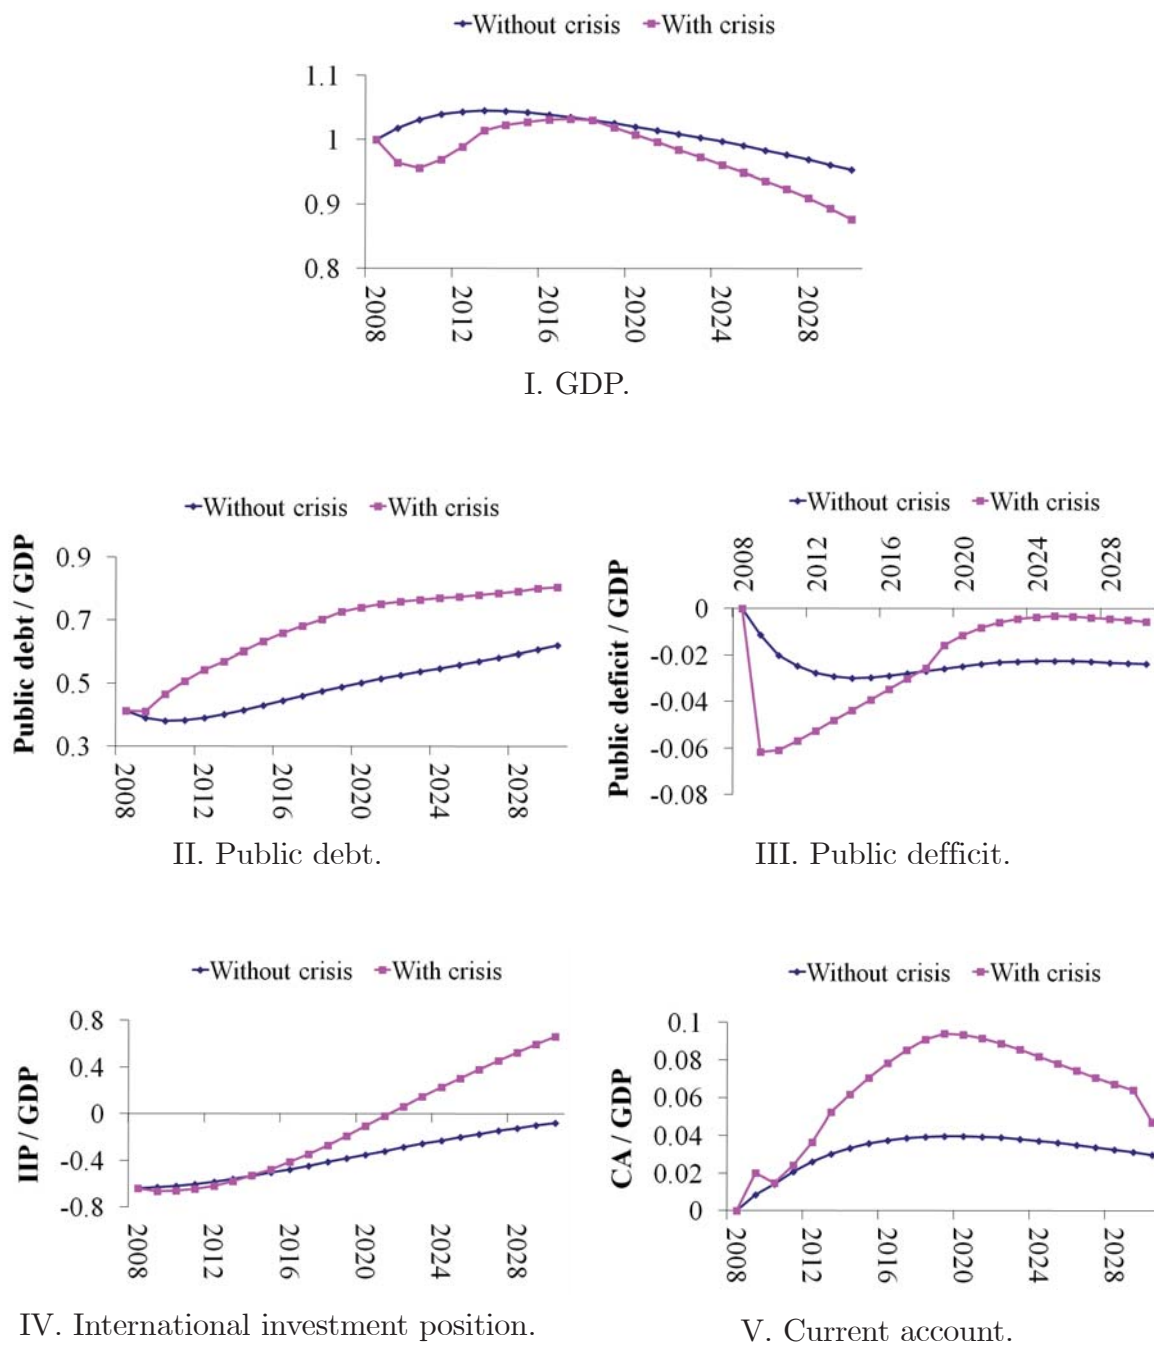 Without crisis With crisis
1.1
1
0.9
0.8
2008 2012 2016 2020 2024 2028
I. GDP.
Without crisis With crisis
Public debt / GDP
0.9
0.7
0.5
0.3
2008 2012 2016 2020 2024 2028
II. Public debt.
Without crisis With crisis
2008 2012 2016 2020 2024 2028
Public deficit / GDP
0
-0.02
-0.04
-0.06
-0.08
III. Public defficit.
Without crisis With crisis
IIP / GDP
0.8
0.4
0
-0.4
-0.8
2008 2012 2016 2020 2024 2028
IV. International investment position.
Without crisis With crisis
CA / GDP
0.1
0.08
0.06
0.04
0.02
0
2008 2012 2016 2020 2024 2028
V. Current account.